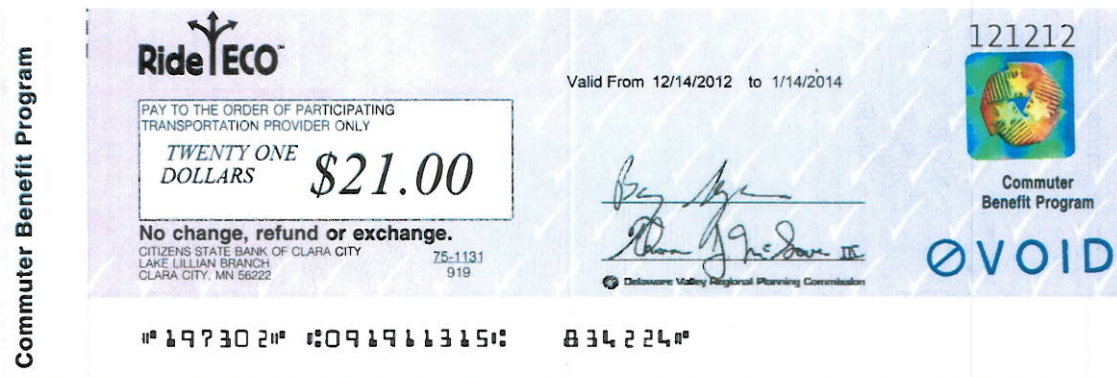 Commuter Benefit Program
Ride ECO™
PAY TO THE ORDER OF PARTICIPATING
TRANSPORTATION PROVIDER ONLY
TWENTY ONE
DOLLARS
$21.00
No change, refund or exchange.
CITIZENS STATE BANK OF CLARA CITY
LAKE LILLIAN BRANCH
CLARA CITY, MN 56222
75-1131
919
Valid From 12/14/2012 to 1/14/2014
Delaware Valley Regional Planning Commission
121212
Commuter
Benefit Program
VOID
⑈197302⑈ ⑆091911315⑆ 834224⑈